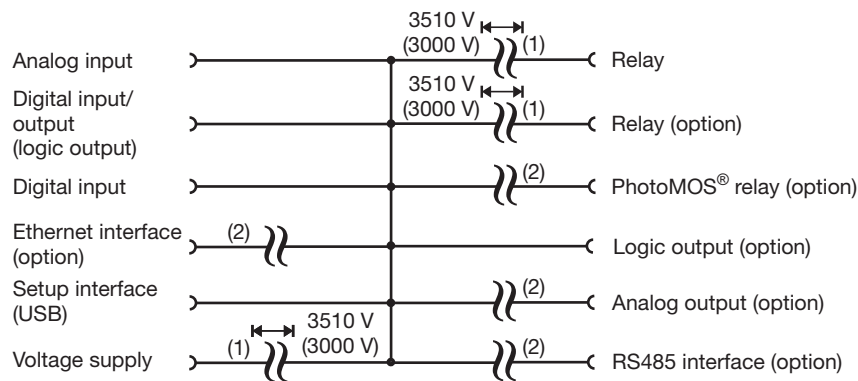 3510 V
(3000 V)
(1)
Analog input
Relay
Digital input/
output
(logic output)
3510 V
(3000 V)
(1)
Relay (option)
Digital input
(2)
PhotoMOS® relay (option)
Ethernet interface
(option)
(2)
Logic output (option)
Setup interface
(USB)
(2)
Analog output (option)
3510 V
(3000 V)
Voltage supply
(1)
(2)
RS485 interface (option)